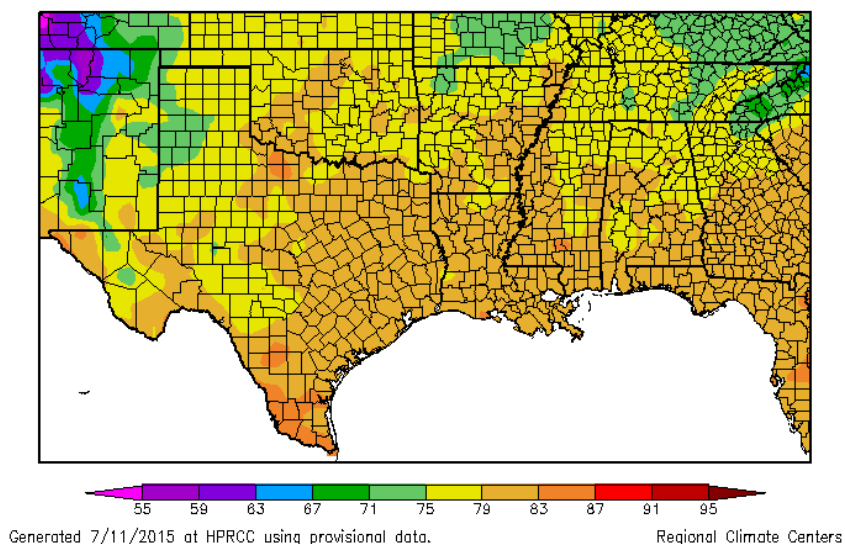 55 59 63 67 71 75 79 83 87 91 95
Generated 7/11/2015 at HPRCC using provisional data. Regional Climate Centers